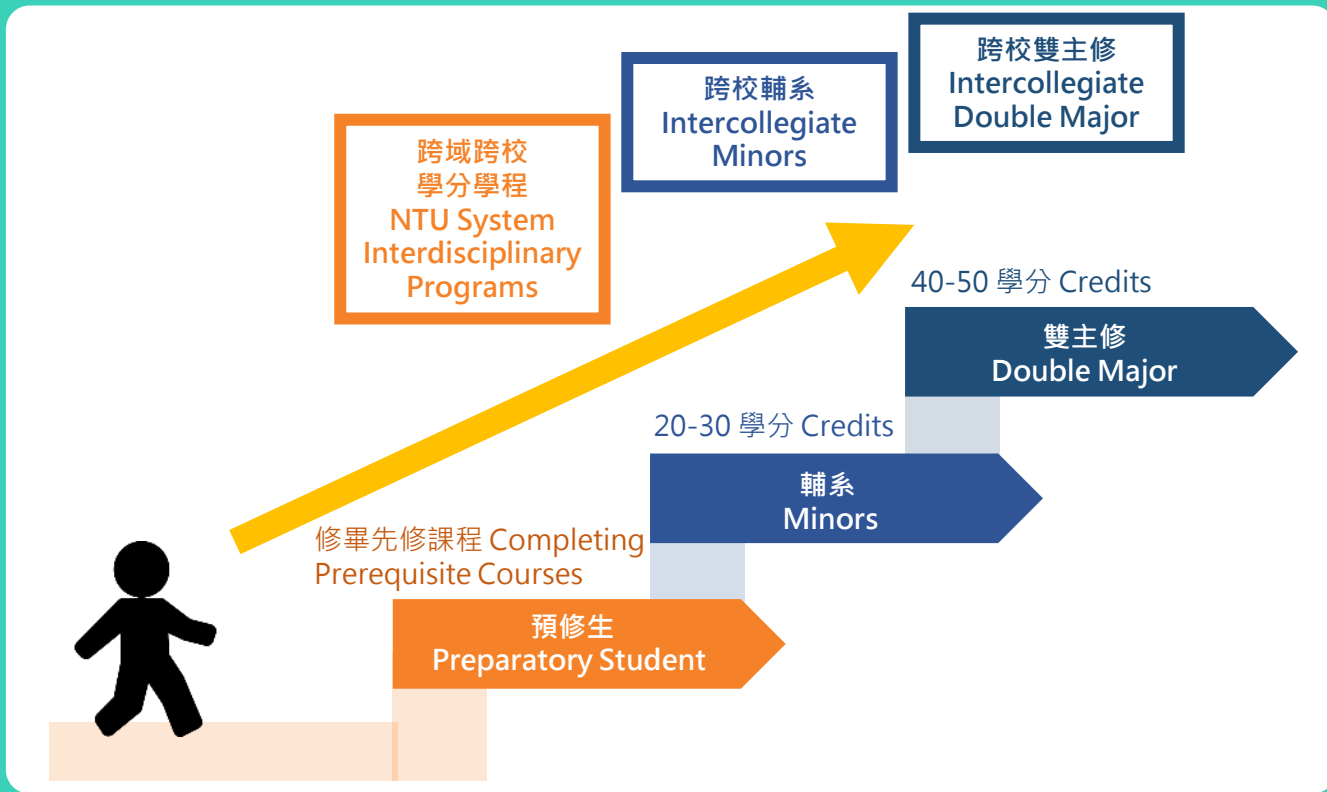 跨校雙主修
Intercollegiate
Double Major
跨校輔系
Intercollegiate
Minors
跨域跨校
學分學程
NTU System
Interdisciplinary
Programs
40-50 學分 Credits
雙主修
Double Major
20-30 學分 Credits
輔系
Minors
修畢先修課程 Completing
Prerequisite Courses
預修生
Preparatory Student